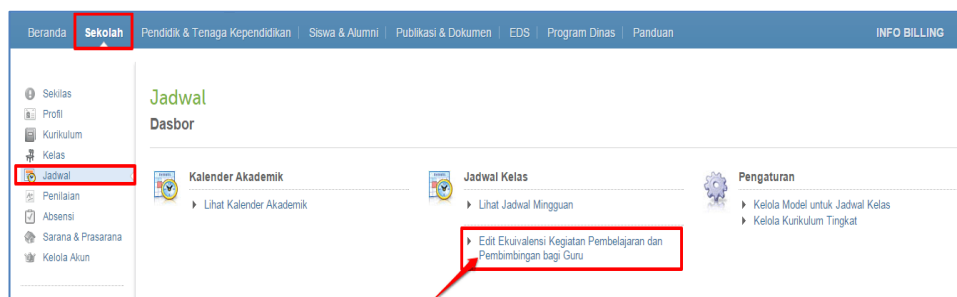 Beranda Sekolah Pendidik & Tenaga Kependidikan Siswa & Alumni Publikasi & Dokumen EDS Program Dinas Panduan INFO BILLING
Sekilas
Profil
Kurikulum
Kelas
Jadwal
Penilaian
Absensi
Sarana & Prasarana
Kelola Akun
Jadwal
Dasbor
Kalender Akademik
Lihat Kalender Akademik
Jadwal Kelas
Lihat Jadwal Mingguan
Edit Ekuivalensi Kegiatan Pembelajaran dan
Pembimbingan bagi Guru
Pengaturan
Kelola Model untuk Jadwal Kelas
Kelola Kurikulum Tingkat